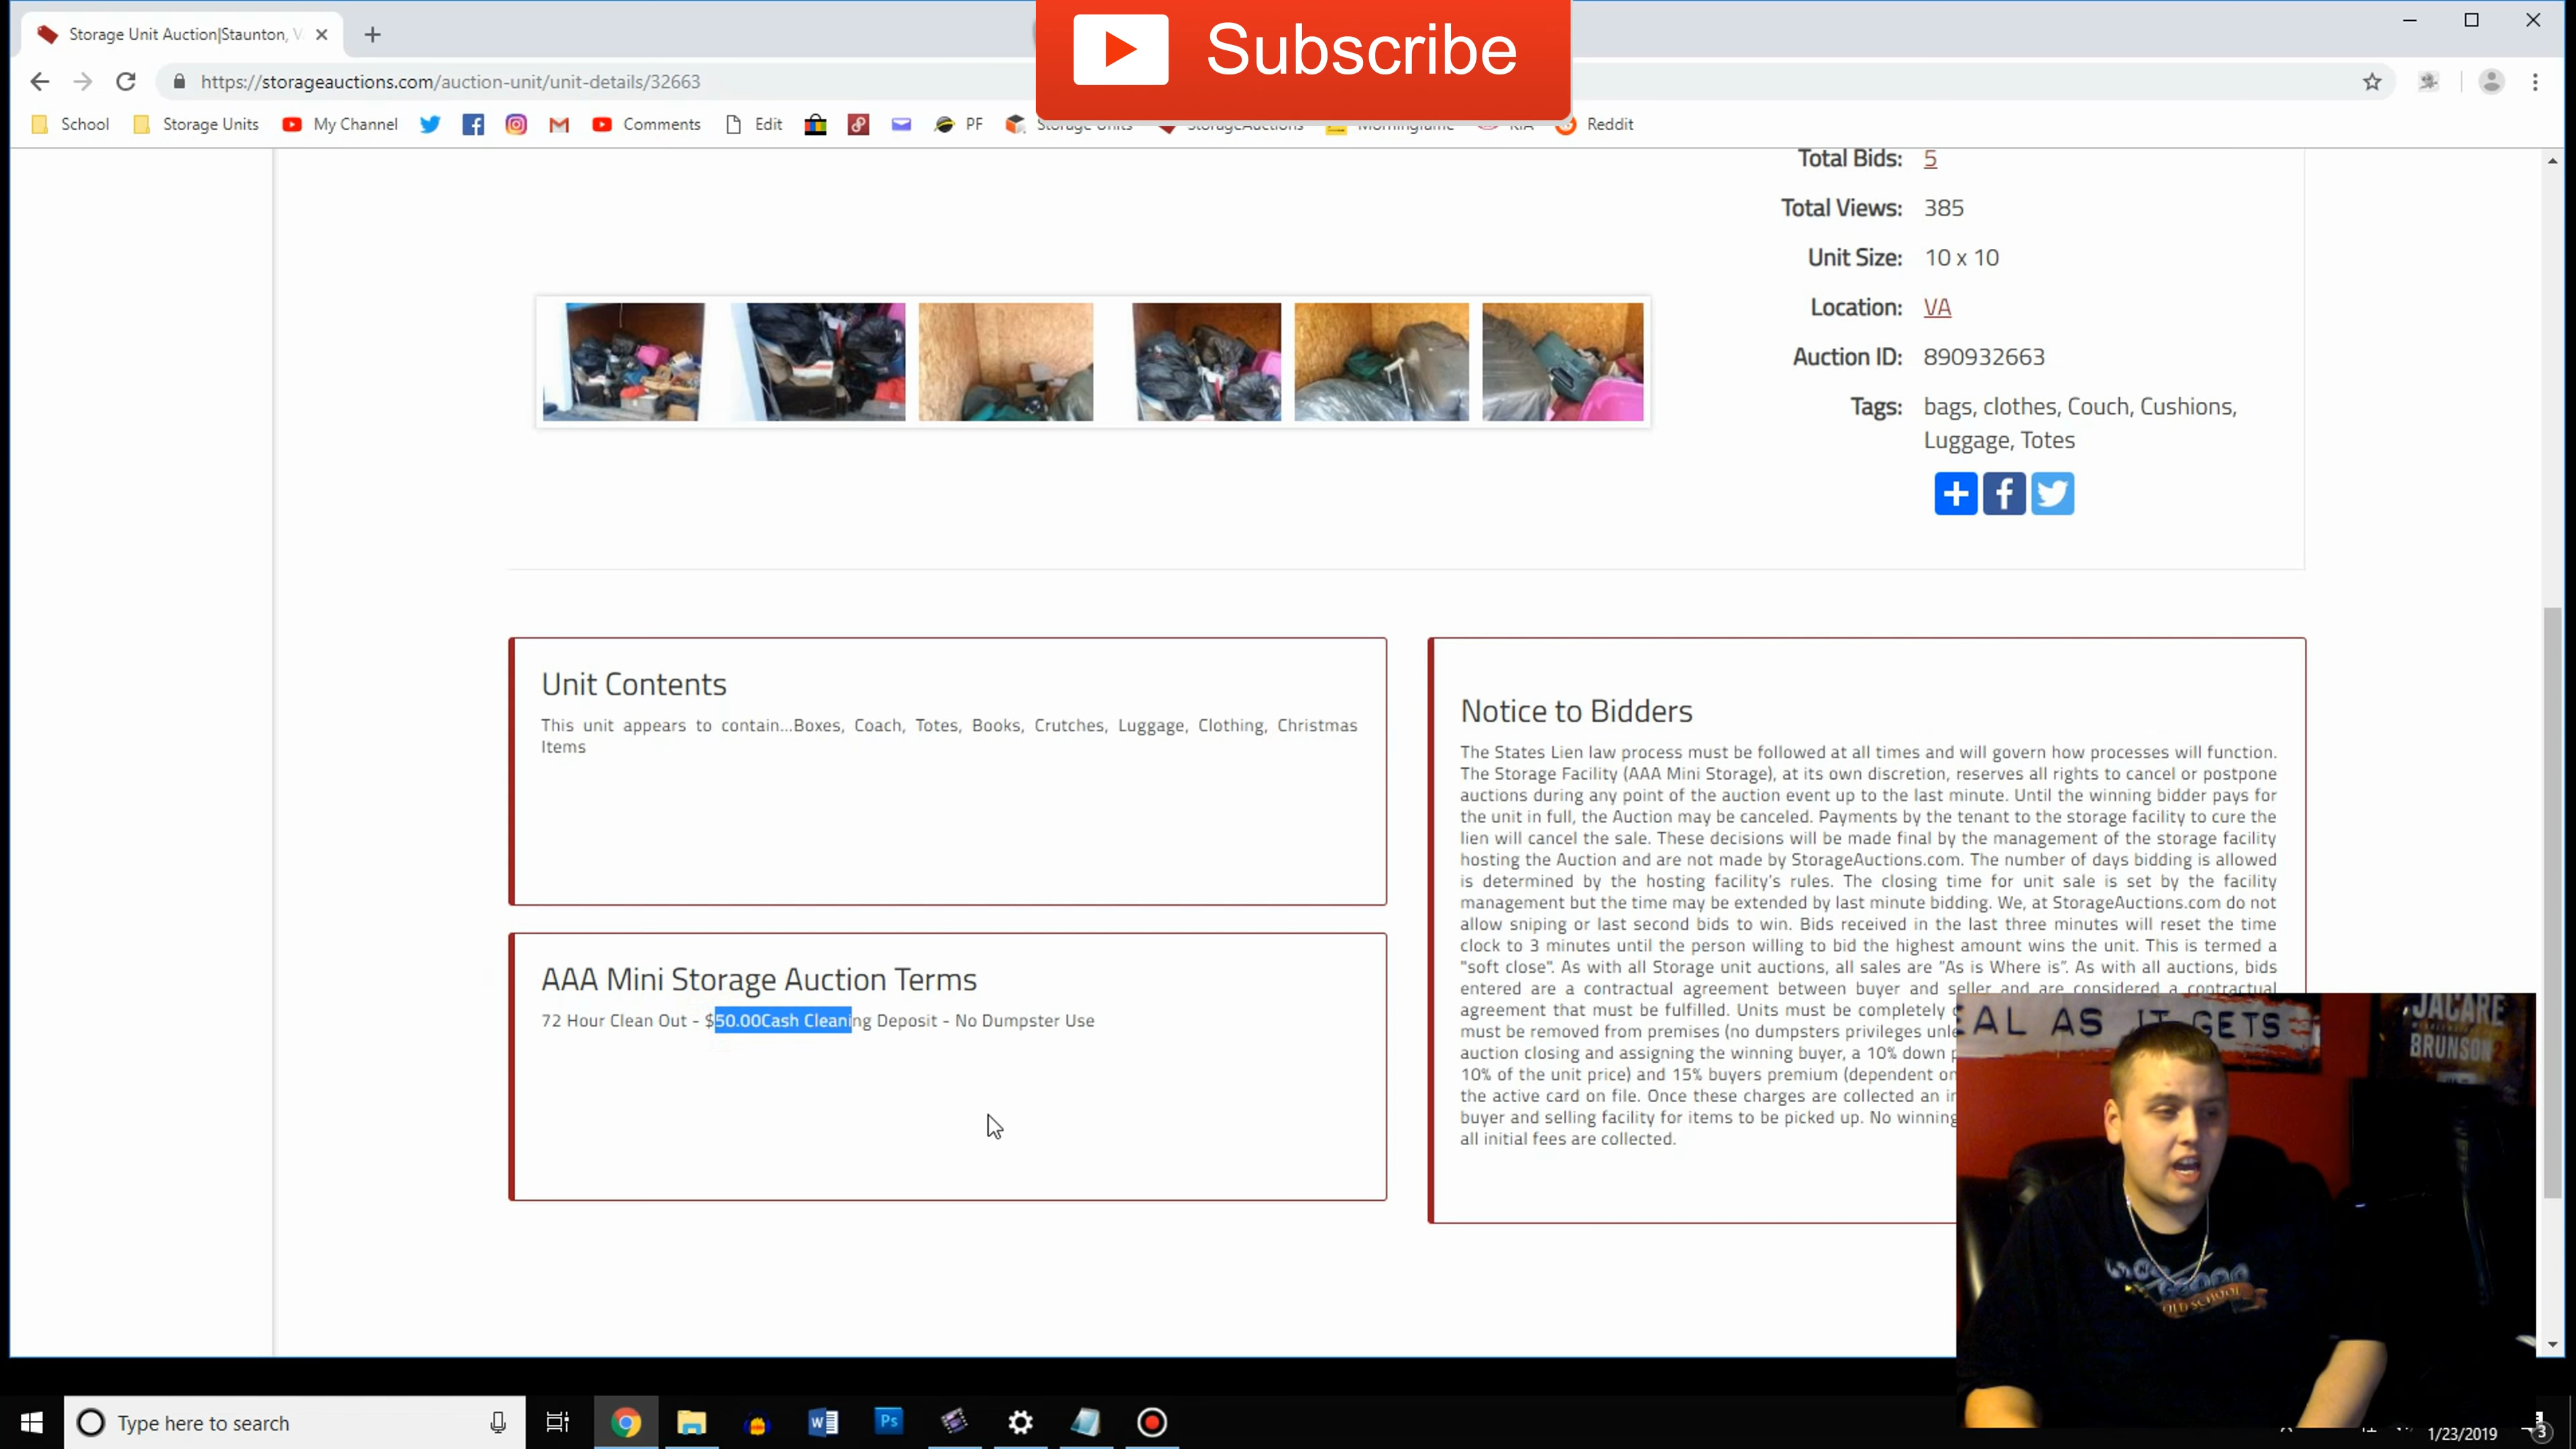 Storage Unit Auction|Staunton, V
Subscribe
https://storageauctions.com/auction-unit/unit-details/32663
School
Storage Units
My Channel
Comments
Edit
PF
Storage Units
StorageAuctions
Morningfame
KIA
Reddit
Total Bids: 5
Total Views: 385
Unit Size: 10 x 10
Location: VA
Auction ID: 890932663
Tags: bags, clothes, Couch, Cushions,
Luggage, Totes
Unit Contents
This unit appears to contain...Boxes, Coach, Totes, Books, Crutches, Luggage, Clothing, Christmas
Items
AAA Mini Storage Auction Terms
72 Hour Clean Out - $50.00Cash Cleaning Deposit - No Dumpster Use
Notice to Bidders
The States Lien law process must be followed at all times and will govern how processes will function.
The Storage Facility (AAA Mini Storage), at its own discretion, reserves all rights to cancel or postpone
auctions during any point of the auction event up to the last minute. Until the winning bidder pays for
the unit in full, the Auction may be canceled. Payments by the tenant to the storage facility to cure the
lien will cancel the sale. These decisions will be made final by the management of the storage facility
hosting the Auction and are not made by StorageAuctions.com. The number of days bidding is allowed
is determined by the hosting facility's rules. The closing time for unit sale is set by the facility
management but the time may be extended by last minute bidding. We, at StorageAuctions.com do not
allow sniping or last second bids to win. Bids received in the last three minutes will reset the time
clock to 3 minutes until the person willing to bid the highest amount wins the unit. This is termed a
"soft close". As with all Storage unit auctions, all sales are "As is Where is". As with all auctions, bids
entered are a contractual agreement between buyer and seller and are considered a contractual
agreement that must be fulfilled. Units must be completely
must be removed from premises (no dumpsters privileges
auction closing and assigning the winning buyer, a 10% down
10% of the unit price) and 15% buyers premium (dependent on
the active card on file. Once these charges are collected an
buyer and selling facility for items to be picked up. No winning
all initial fees are collected.
EAL AS IT GETS
JACARE
BRUNSON 2
OLD SCHOOL
Type here to search
Ps
1/23/2019
3